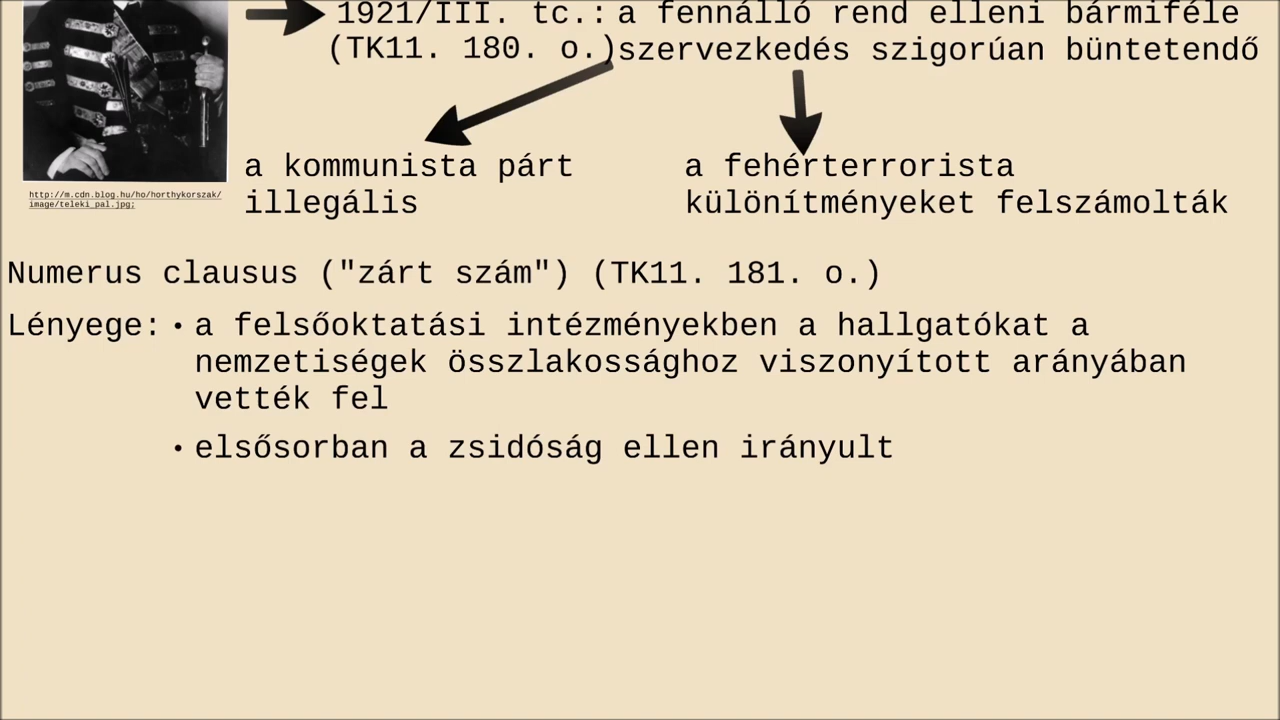 1921/III. tc.: a fennálló rend elleni bármiféle
(TK11. 180. o.) szervezkedés szigorúan büntetendő
a kommunista párt
illegális
a fehérterrorista
különítményeket felszámolták
http://m.cdn.blog.hu/ho/horthykorszak/
image/teleki_pal.jpg;
Numerus clausus ("zárt szám") (TK11. 181. o.)
Lényege: • a felsőoktatási intézményekben a hallgatókat a
nemzetiségek összlakossághoz viszonyított arányában
vették fel
• elsősorban a zsidóság ellen irányult